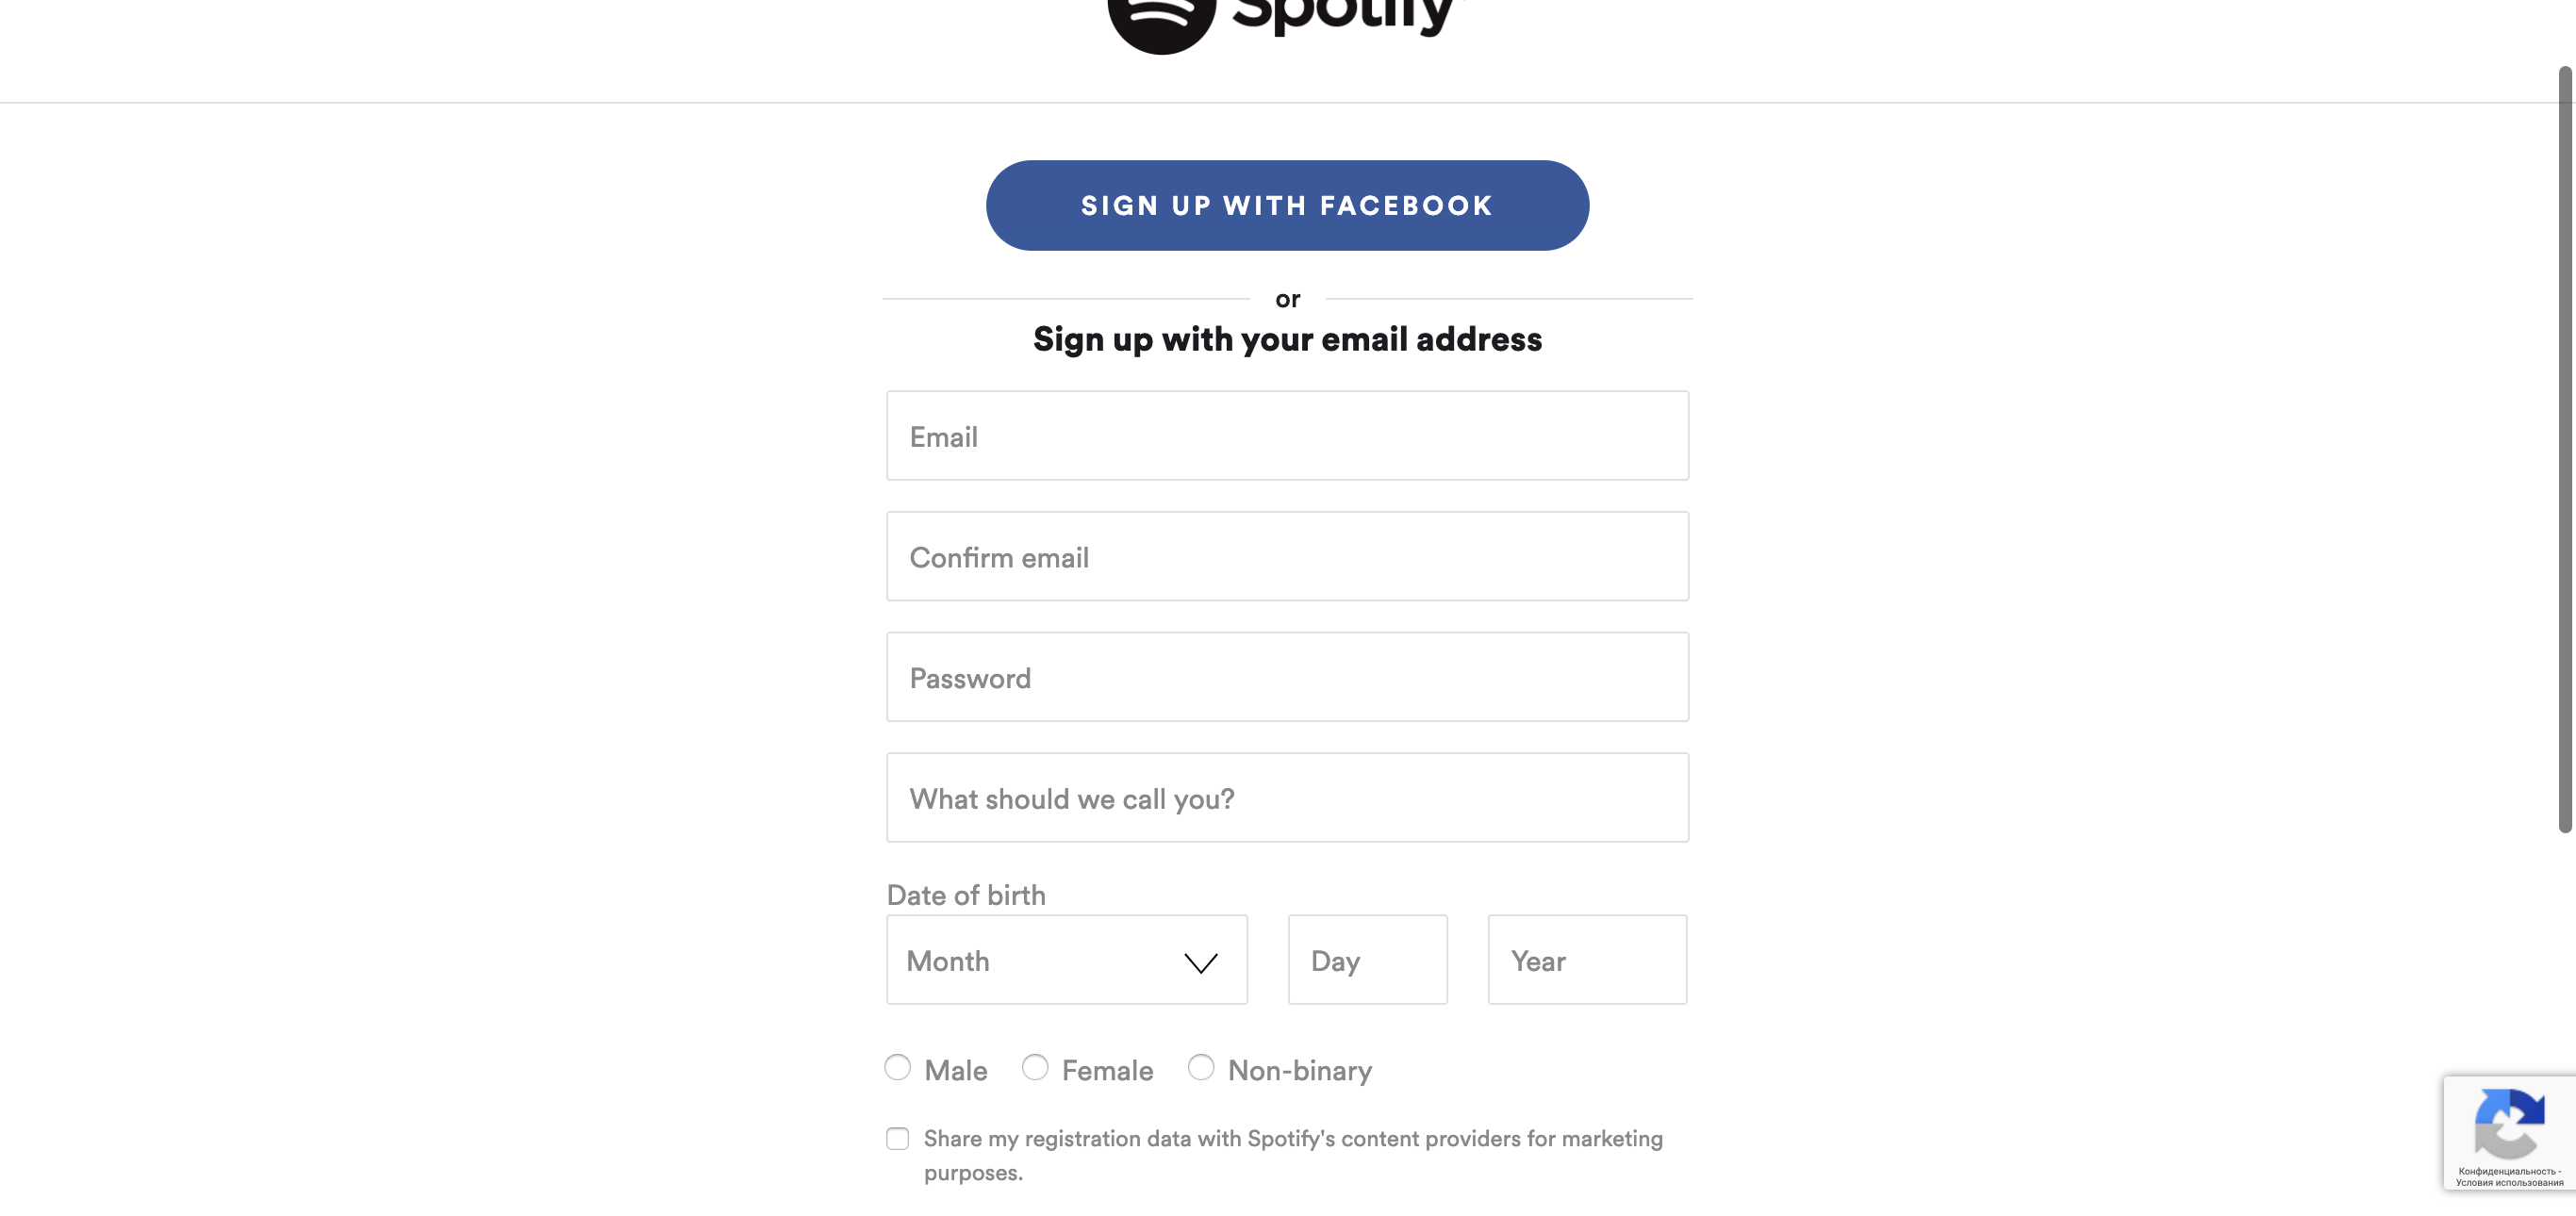 Spotify
SIGN UP WITH FACEBOOK
or
Sign up with your email address
Email
Confirm email
Password
What should we call you?
Date of birth
Month
Day
Year
Male
Female
Non-binary
Share my registration data with Spotify's content providers for marketing
purposes.
Конфиденциальность -
Условия использования